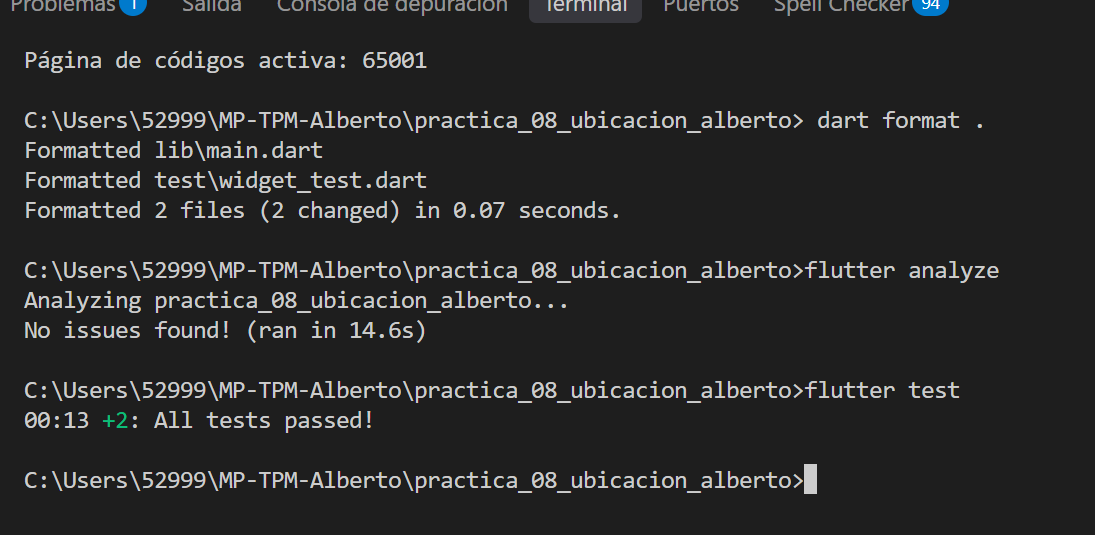 Problemas 1 Salida Consola de depuración Terminal Puertos Spell Checker 94
Página de códigos activa: 65001
C:\Users\52999\MP-TPM-Alberto\practica_08_ubicacion_alberto> dart format .
Formatted lib\main.dart
Formatted test\widget_test.dart
Formatted 2 files (2 changed) in 0.07 seconds.
C:\Users\52999\MP-TPM-Alberto\practica_08_ubicacion_alberto>flutter analyze
Analyzing practica_08_ubicacion_alberto...
No issues found! (ran in 14.6s)
C:\Users\52999\MP-TPM-Alberto\practica_08_ubicacion_alberto>flutter test
00:13 +2: All tests passed!
C:\Users\52999\MP-TPM-Alberto\practica_08_ubicacion_alberto>